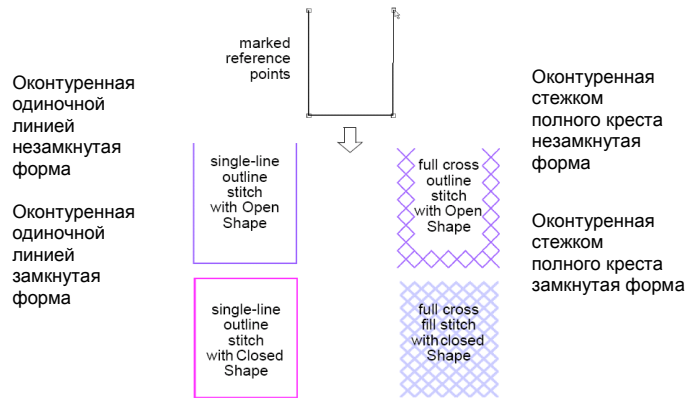 marked
reference
points
Оконтуренная
одиночной
линией
незамкнутая
форма
Оконтуренная
одиночной
линией
замкнутая
форма
single-line
outline
stitch
with Open
Shape
full cross
outline
stitch
with Open
Shape
single-line
outline
stitch
with Closed
Shape
full cross
fill stitch
with closed
Shape
Оконтуренная
стежком
полного креста
незамкнутая
форма
Оконтуренная
стежком
полного креста
замкнутая форма